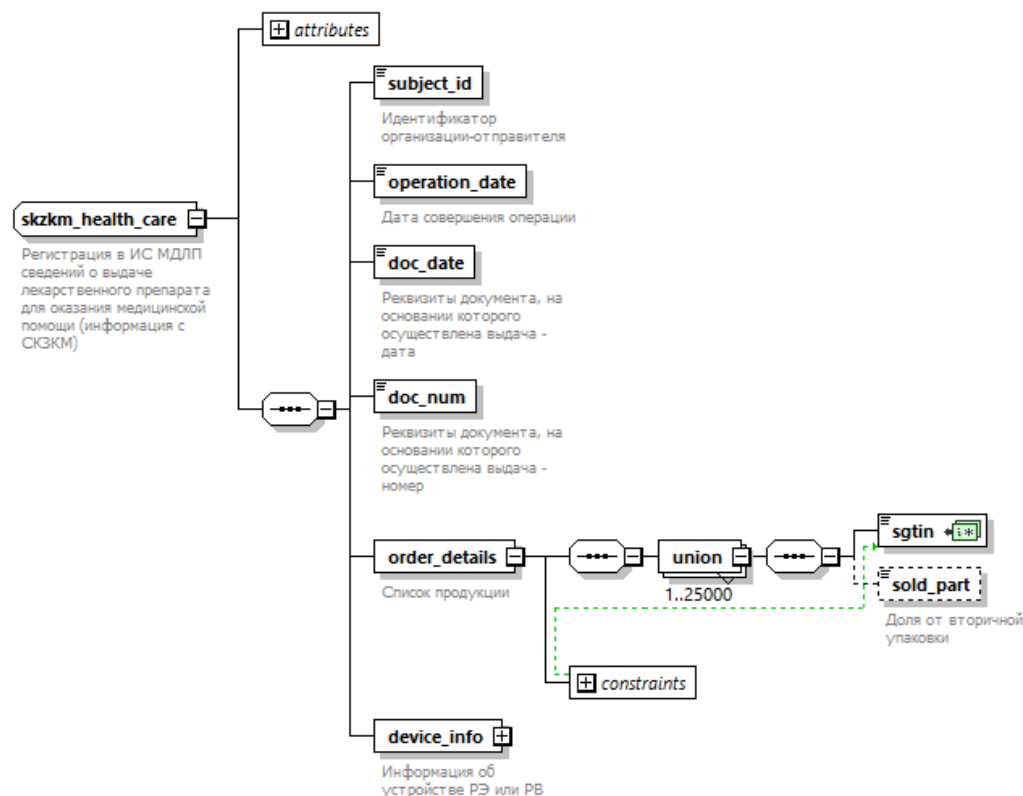 attributes
subject_id
Идентификатор
организации-отправителя
operation_date
Дата совершения операции
skzkm_health_care
Регистрация в ИС МДЛП
сведений о выдаче
лекарственного препарата
для оказания медицинской
помощи (информация с
СКЗКМ)
doc_date
Реквизиты документа, на
основании которого
осуществлена выдача -
дата
doc_num
Реквизиты документа, на
основании которого
осуществлена выдача -
номер
order_details
Список продукции
union
1..25000
sgtin
sold_part
Доля от вторичной
упаковки
constraints
device_info
Информация об
устройстве РЭ или РВ